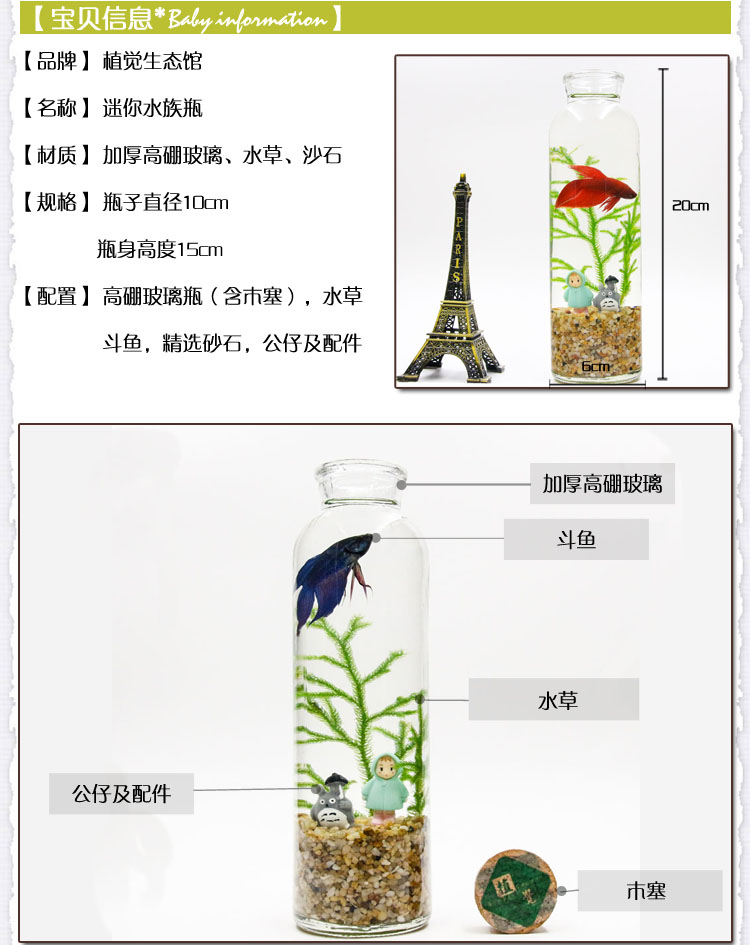 【宝贝信息*Baby information】
【品牌】 植觉生态馆
【名称】 迷你水族瓶
【材质】 加厚高硼玻璃、水草、沙石
【规格】 瓶子直径10cm
瓶身高度15cm
【配置】 高硼玻璃瓶（含木塞），水草
斗鱼，精选砂石，公仔及配件
PARIS
20cm
6cm
加厚高硼玻璃
斗鱼
水草
公仔及配件
木塞
植觉